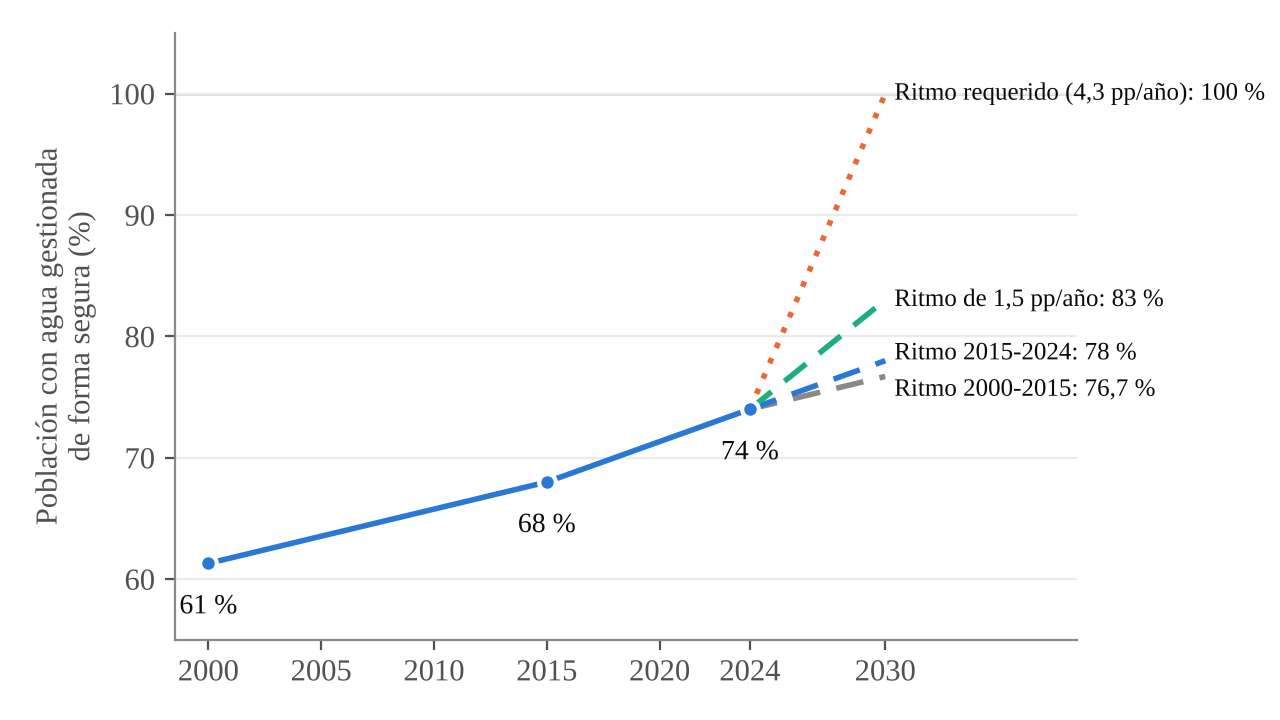 100
90
80
70
60
Población con agua gestionada
de forma segura (%)
Ritmo requerido (4,3 pp/año): 100 %
Ritmo de 1,5 pp/año: 83 %
Ritmo 2015-2024: 78 %
Ritmo 2000-2015: 76,7 %
74 %
68 %
61 %
2000 2005 2010 2015 2020 2024 2030